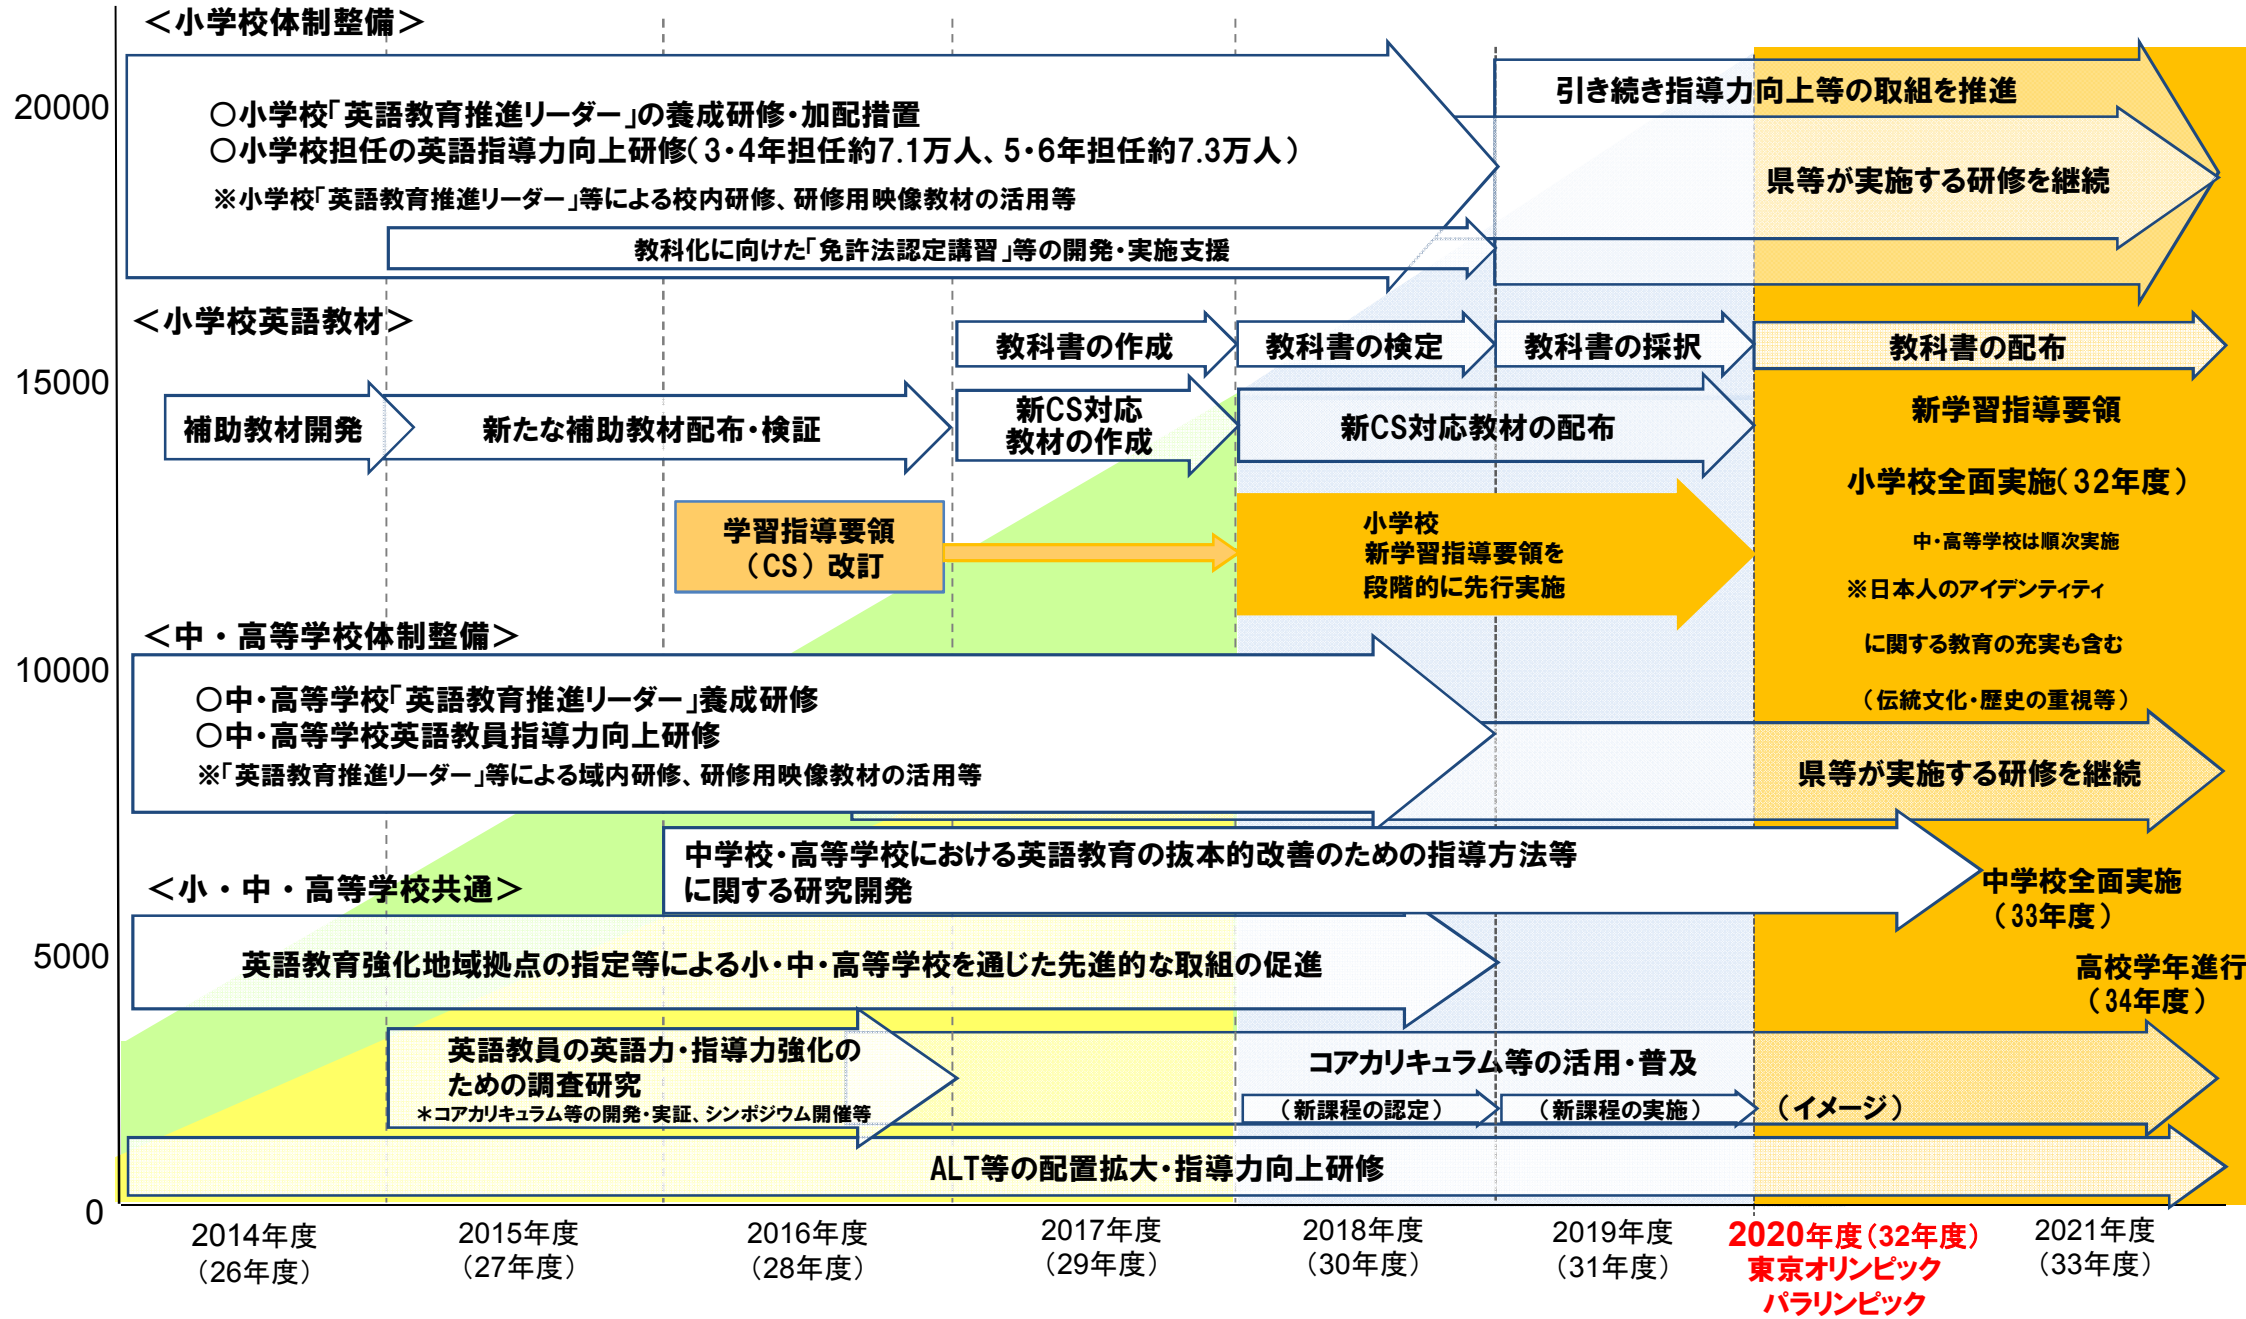 ＜小学校体制整備＞
20000
○小学校「英語教育推進リーダー」の養成研修・加配措置
○小学校担任の英語指導力向上研修（3・4年担任約7.1万人、5・6年担任約7.3万人）
※小学校「英語教育推進リーダー」等による校内研修、研修用映像教材の活用等
教科化に向けた「免許法認定講習」等の開発・実施支援
引き続き指導力向上等の取組を推進
県等が実施する研修を継続
＜小学校英語教材＞
教科書の作成
教科書の検定
教科書の採択
教科書の配布
15000
補助教材開発
新たな補助教材配布・検証
新CS対応
教材の作成
新CS対応教材の配布
新学習指導要領
小学校全面実施（32年度）
中・高等学校は順次実施
※日本人のアイデンティティ
に関する教育の充実も含む
（伝統文化・歴史の重視等）
学習指導要領
（CS）改訂
小学校
新学習指導要領を
段階的に先行実施
＜中・高等学校体制整備＞
10000
○中・高等学校「英語教育推進リーダー」養成研修
○中・高等学校英語教員指導力向上研修
※「英語教育推進リーダー」等による域内研修、研修用映像教材の活用等
県等が実施する研修を継続
中学校・高等学校における英語教育の抜本的改善のための指導方法等
に関する研究開発
中学校全面実施
（33年度）
＜小・中・高等学校共通＞
5000
英語教育強化地域拠点の指定等による小・中・高等学校を通じた先進的な取組の促進
高校学年進行
（34年度）
英語教員の英語力・指導力強化の
ための調査研究
＊コアカリキュラム等の開発・実証、シンポジウム開催等
コアカリキュラム等の活用・普及
（新課程の認定）
（新課程の実施）
（イメージ）
ALT等の配置拡大・指導力向上研修
0
2014年度
（26年度）
2015年度
（27年度）
2016年度
（28年度）
2017年度
（29年度）
2018年度
（30年度）
2019年度
（31年度）
2020年度（32年度）
東京オリンピック
パラリンピック
2021年度
（33年度）